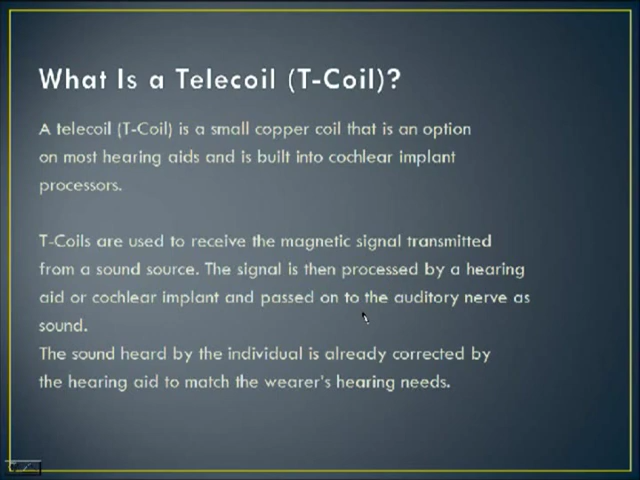 What Is a Telecoil (T-Coil)?
A telecoil (T-Coil) is a small copper coil that is an option
on most hearing aids and is built into cochlear implant
processors.
T-Coils are used to receive the magnetic signal transmitted
from a sound source. The signal is then processed by a hearing
aid or cochlear implant and passed on to the auditory nerve as
sound.
The sound heard by the individual is already corrected by
the hearing aid to match the wearer's hearing needs.